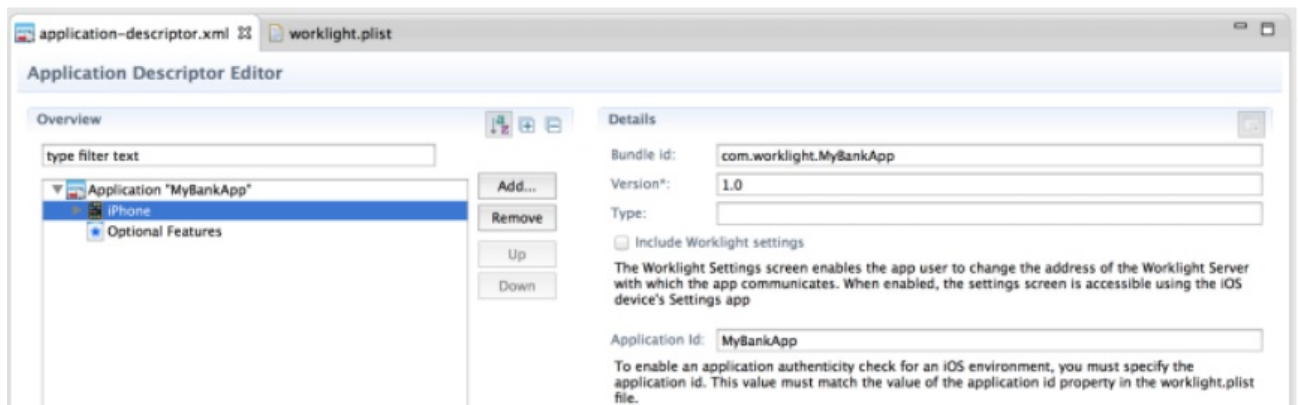 application-descriptor.xml
worklight.plist
Application Descriptor Editor
Overview
type filter text
Application "MyBankApp"
iPhone
Optional Features
Add...
Remove
Up
Down
Details
Bundle id:
com.worklight.MyBankApp
Version*:
1.0
Type:
Include Worklight settings
The Worklight Settings screen enables the app user to change the address of the Worklight Server
with which the app communicates. When enabled, the settings screen is accessible using the iOS
device's Settings app
Application Id:
MyBankApp
To enable an application authenticity check for an iOS environment, you must specify the
application id. This value must match the value of the application id property in the worklight.plist
file.